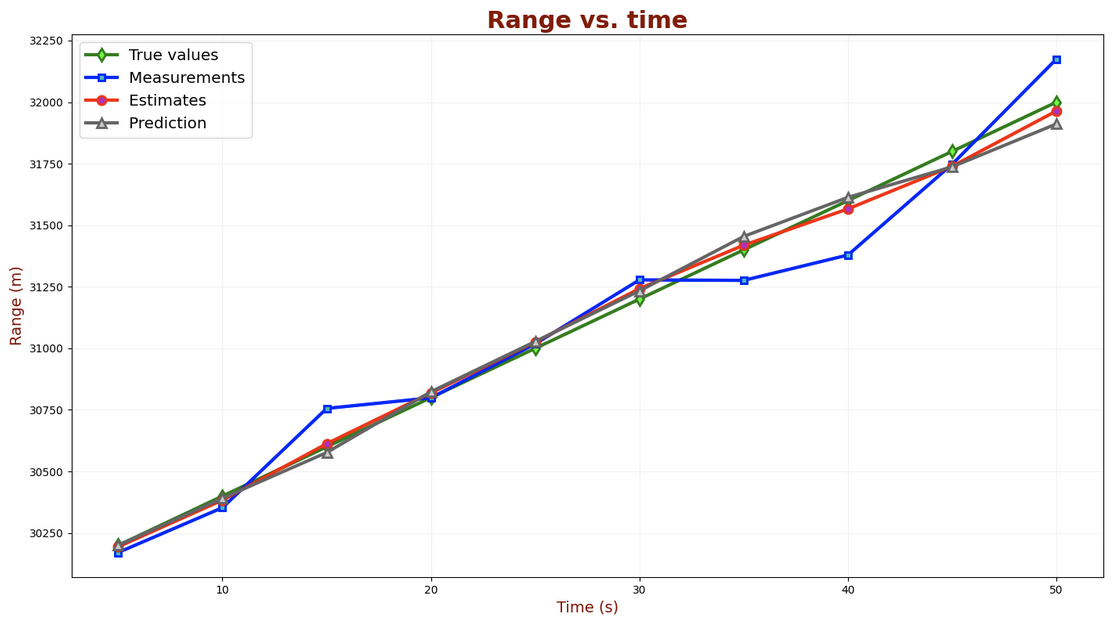 Range vs. time
True values
Measurements
Estimates
Prediction
32250
32000
31750
31500
31250
31000
30750
30500
30250
Range (m)
10 20 30 40 50
Time (s)